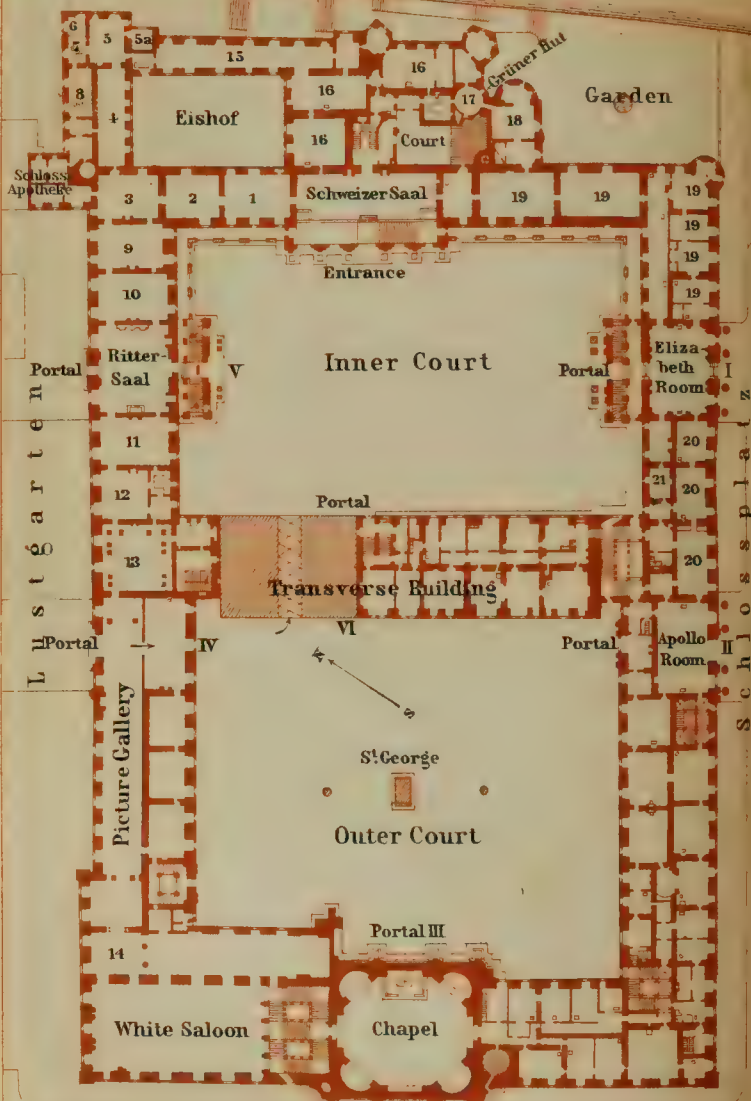 6
5
5a
15
4
16
16
Grüner Hut
Garden
8
4
Eishof
17
18
16
Court
Schloss-
Apotheke
3
2
1
Schweizer Saal
19
19
19
9
19
Entrance
19
10
19
Portal
Ritter-
Saal
V
Inner Court
Portal
Eliza-
beth
Room
I
Lustgarten
11
20
12
21
20
Portal
13
20
Transverse Building
Portal
IV
VI
Portal
Apollo
Room
II
Schlossplatz
N
S
Picture Gallery
St. George
Outer Court
Portal III
14
White Saloon
Chapel